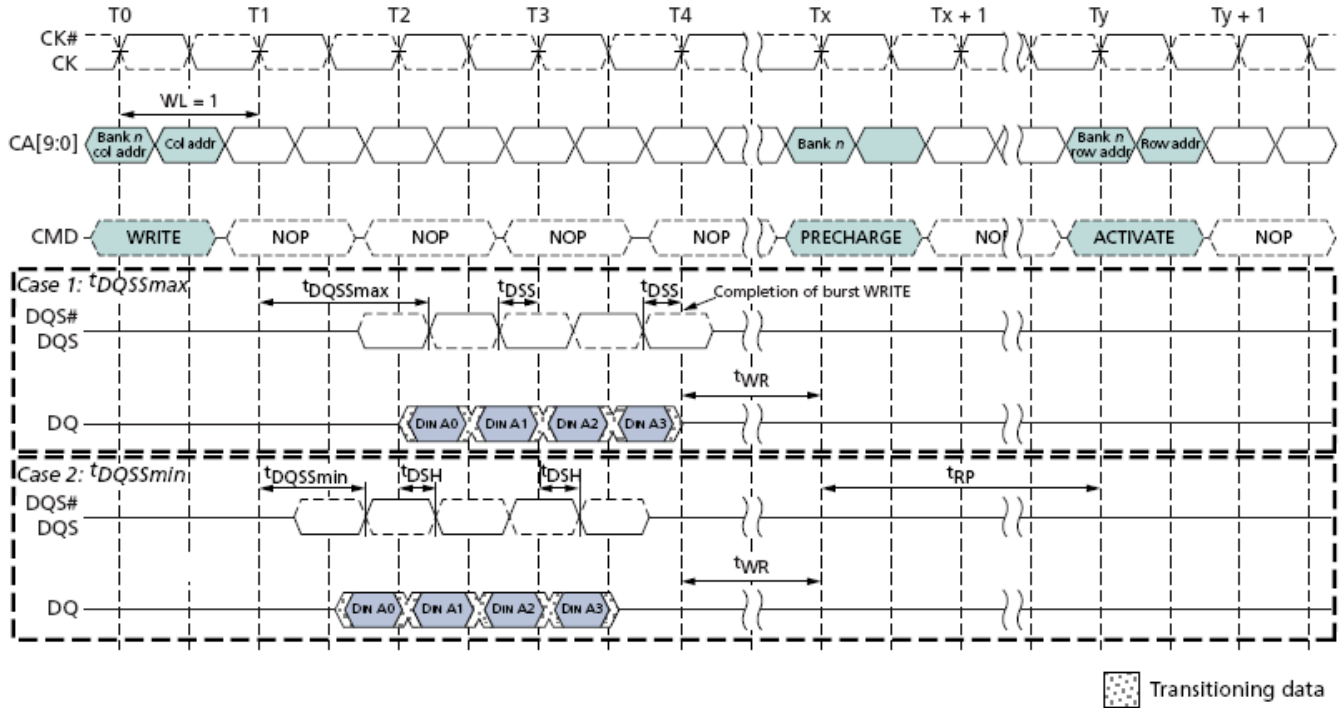 T0 T1 T2 T3 T4 Tx Tx + 1 Ty Ty + 1
CK#
CK
WL = 1
CA[9:0] Bank n col addr Col addr Bank n Bank n row addr Row addr
CMD WRITE NOP NOP NOP NOP PRECHARGE NOP ACTIVATE NOP
Case 1: tDQSSmax
tDQSSmax tDSS tDSS Completion of burst WRITE
DQS#
DQS
tWR
DQ DIN A0 DIN A1 DIN A2 DIN A3
Case 2: tDQSSmin
tDQSSmin tDSH tDSH tRP
DQS#
DQS
tWR
DQ DIN A0 DIN A1 DIN A2 DIN A3
Transitioning data